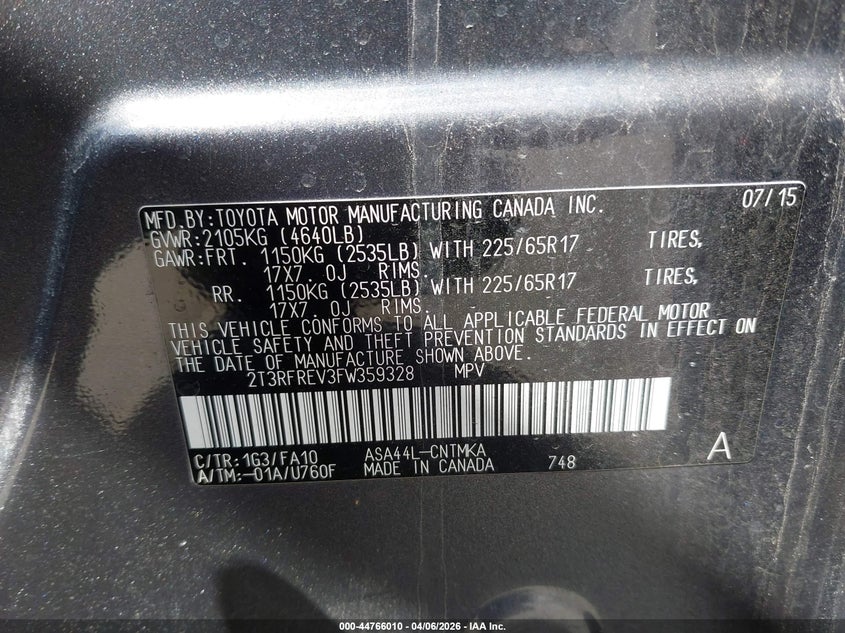 MFD.BY:TOYOTA MOTOR MANUFACTURING CANADA INC. 07/15
GVWR:2105KG (4640LB)
GAWR:FRT. 1150KG (2535LB) WITH 225/65R17 TIRES,
17X7. 0J RIMS.
RR. 1150KG (2535LB) WITH 225/65R17 TIRES,
17X7. 0J RIMS.
THIS VEHICLE CONFORMS TO ALL APPLICABLE FEDERAL MOTOR
VEHICLE SAFETY AND THEFT PREVENTION STANDARDS IN EFFECT ON
THE DATE OF MANUFACTURE SHOWN ABOVE.
2T3RFREV3FW359328 MPV
C/TR:1G3/FA10 ASA44L-CNTMKA
A/TM:-01A/U760F MADE IN CANADA 748 A
000-44766010 - 04/06/2026 - IAA Inc.